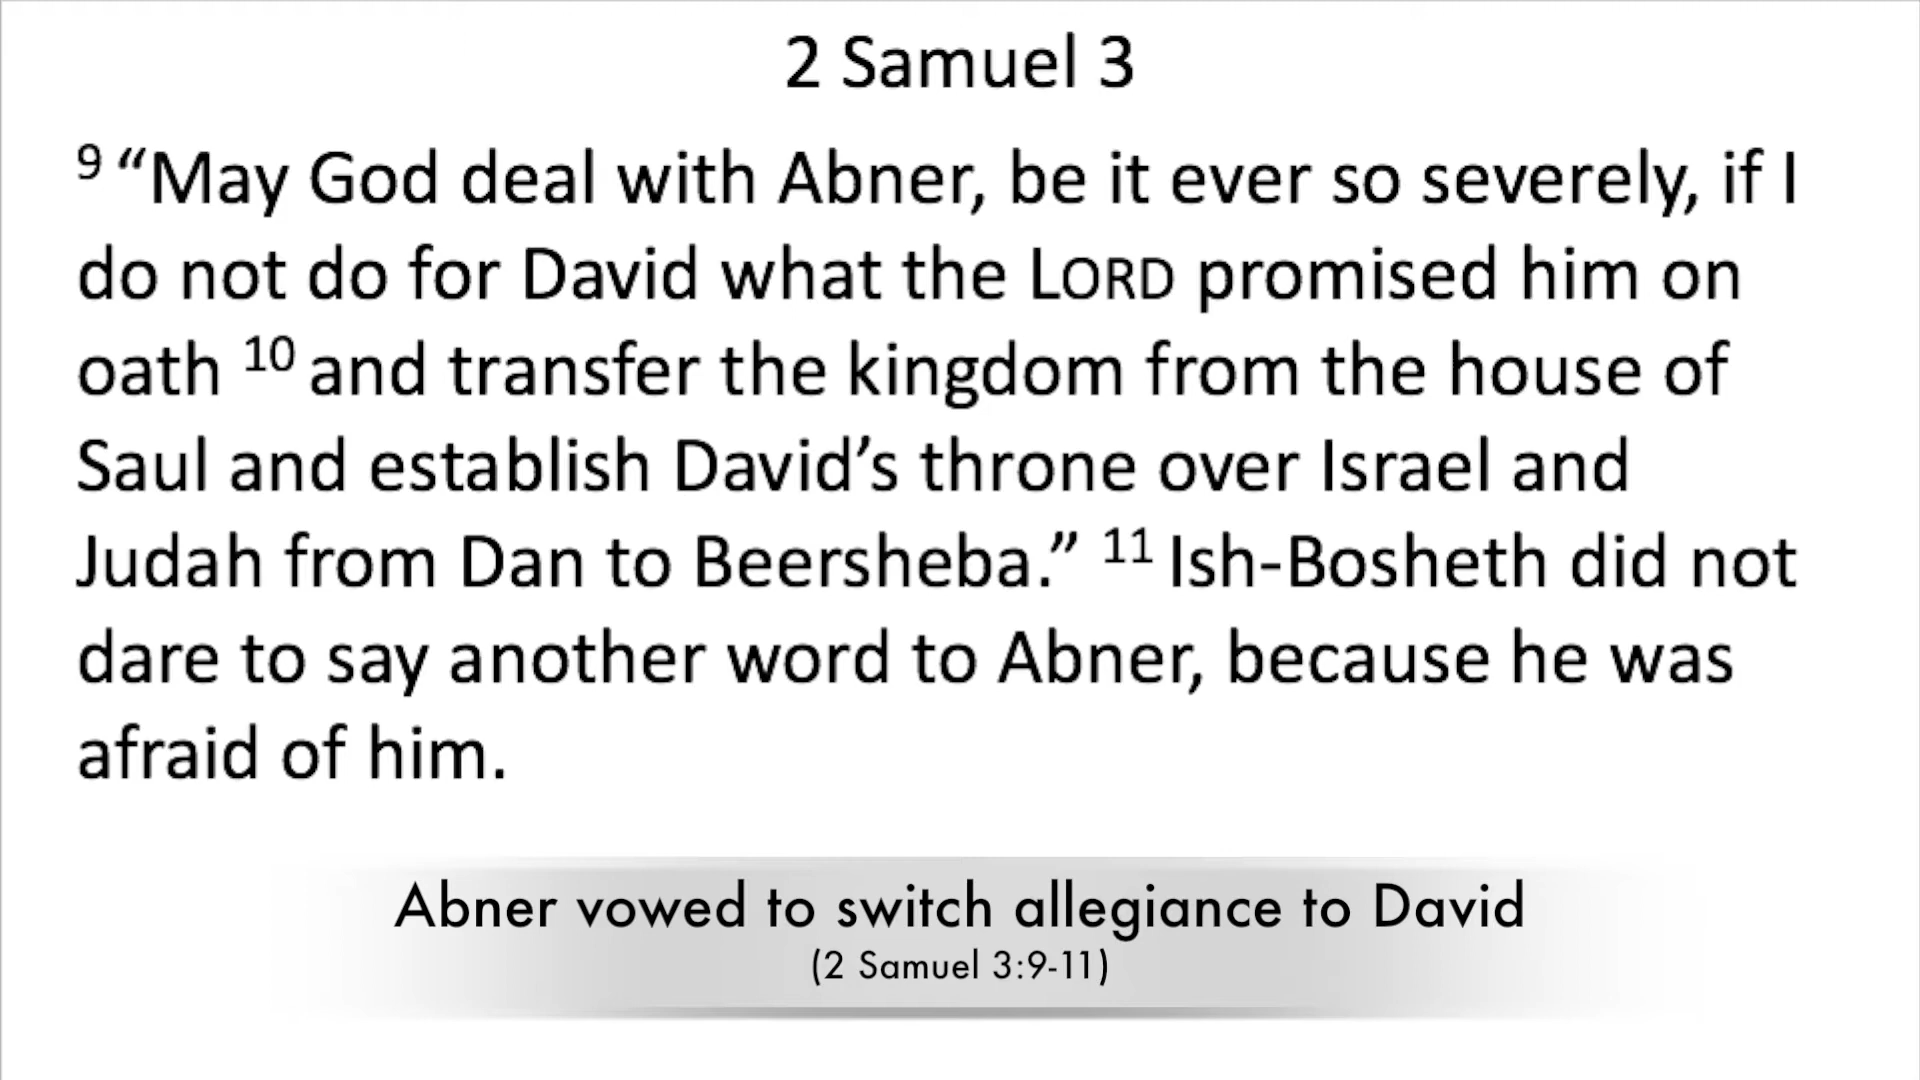 2 Samuel 3
9 “May God deal with Abner, be it ever so severely, if I
do not do for David what the LORD promised him on
oath 10 and transfer the kingdom from the house of
Saul and establish David’s throne over Israel and
Judah from Dan to Beersheba.” 11 Ish-Bosheth did not
dare to say another word to Abner, because he was
afraid of him.
Abner vowed to switch allegiance to David
(2 Samuel 3:9-11)